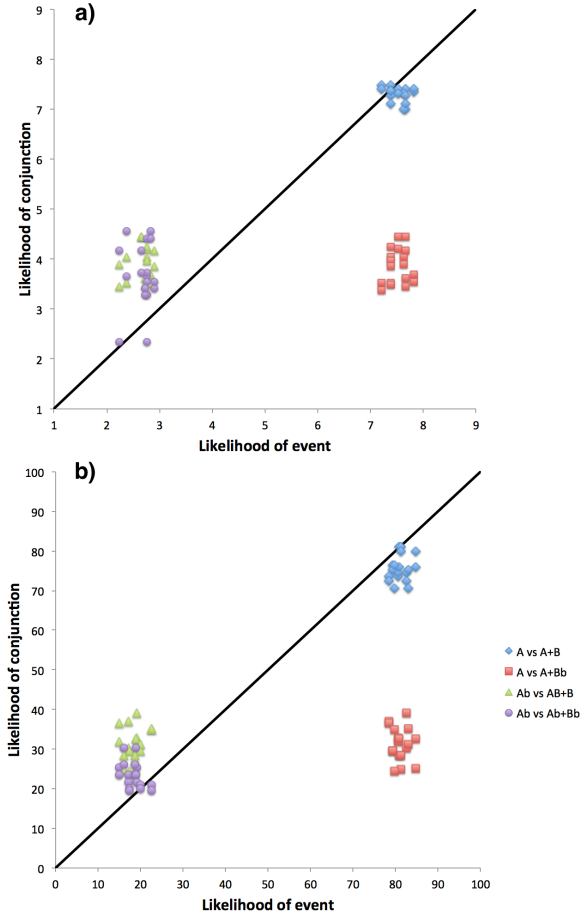 a)
9
8
7
6
5
4
3
2
1
Likelihood of conjunction
1 2 3 4 5 6 7 8 9
Likelihood of event
b)
100
90
80
70
60
50
40
30
20
10
0
Likelihood of conjunction
0 10 20 30 40 50 60 70 80 90 100
Likelihood of event
A vs A+B
A vs A+Bb
Ab vs AB+B
Ab vs Ab+Bb